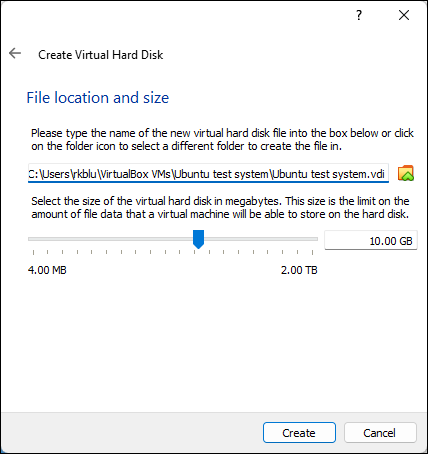 ?
Create Virtual Hard Disk
File location and size
Please type the name of the new virtual hard disk file into the box below or click
on the folder icon to select a different folder to create the file in.
C:\Users\rkblu\VirtualBox VMs\Ubuntu test system\Ubuntu test system.vdi
Select the size of the virtual hard disk in megabytes. This size is the limit on the
amount of file data that a virtual machine will be able to store on the hard disk.
10.00 GB
4.00 MB 2.00 TB
Create Cancel